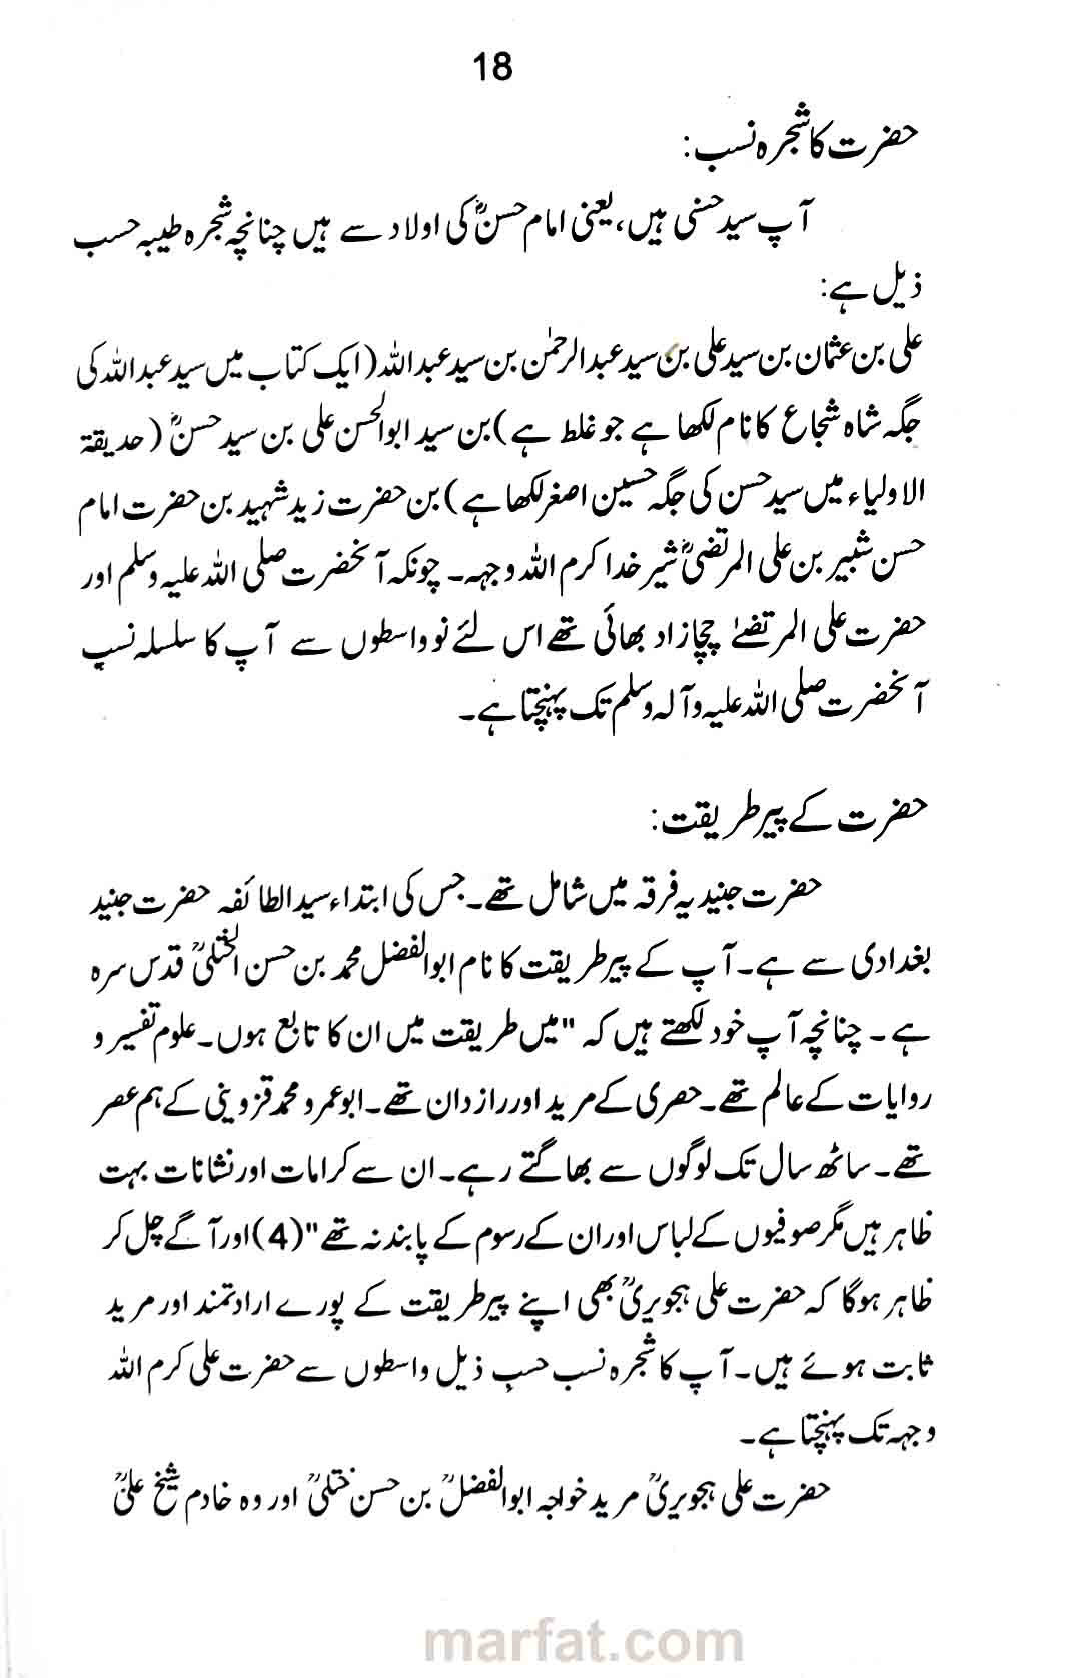 18
حضرت کا شجرہ نسب:
آپ سید حسنی ہیں، یعنی امام حسنؓ کی اولاد سے ہیں چنانچہ شجرہ طیبہ حسب
ذیل ہے:
علی بن عثمان بن سید علی بن سید عبدالرحمٰن بن سید عبداللہ (ایک کتاب میں سید عبداللہ کی
جگہ شاہ شجاع کا نام لکھا ہے جو غلط ہے) بن سید ابوالحسن علی بن سید حسنؓ (حدیقۃ
الاولیاء میں سید حسن کی جگہ حسین اصغر لکھا ہے) بن حضرت زید شہید بن حضرت امام
حسن شبیر بن علی المرتضیؓ شیر خدا کرم اللہ وجہہ۔ چونکہ آنحضرت صلی اللہ علیہ وسلم اور
حضرت علی المرتضےٰ چچازاد بھائی تھے اس لئے نو واسطوں سے آپ کا سلسلہ نسب
آنحضرت صلی اللہ علیہ وآلہ وسلم تک پہنچتا ہے۔
حضرت کے پیر طریقت:
حضرت جنیدیہ فرقہ میں شامل تھے۔ جس کی ابتداء سید الطائفہ حضرت جنید
بغدادی سے ہے۔ آپ کے پیر طریقت کا نام ابوالفضل محمد بن حسن الختلیؒ قدس سرہ
ہے۔ چنانچہ آپ خود لکھتے ہیں کہ "میں طریقت میں ان کا تابع ہوں۔ علوم تفسیر و
روایات کے عالم تھے۔ حصری کے مرید اور رازدان تھے۔ ابوعمرو محمد قزوینی کے ہم عصر
تھے۔ ساٹھ سال تک لوگوں سے بھاگتے رہے۔ ان سے کرامات اور نشانات بہت
ظاہر ہیں مگر صوفیوں کے لباس اور ان کے رسوم کے پابند نہ تھے" (4) اور آگے چل کر
ظاہر ہوگا کہ حضرت علی ہجویریؒ بھی اپنے پیر طریقت کے پورے ارادتمند اور مرید
ثابت ہوئے ہیں۔ آپ کا شجرہ نسب حسبِ ذیل واسطوں سے حضرت علی کرم اللہ
وجہہ تک پہنچتا ہے۔
حضرت علی ہجویریؒ مرید خواجہ ابوالفضلؒ بن حسن ختلیؒ اور وہ خادم شیخ علیؒ
marfat.com